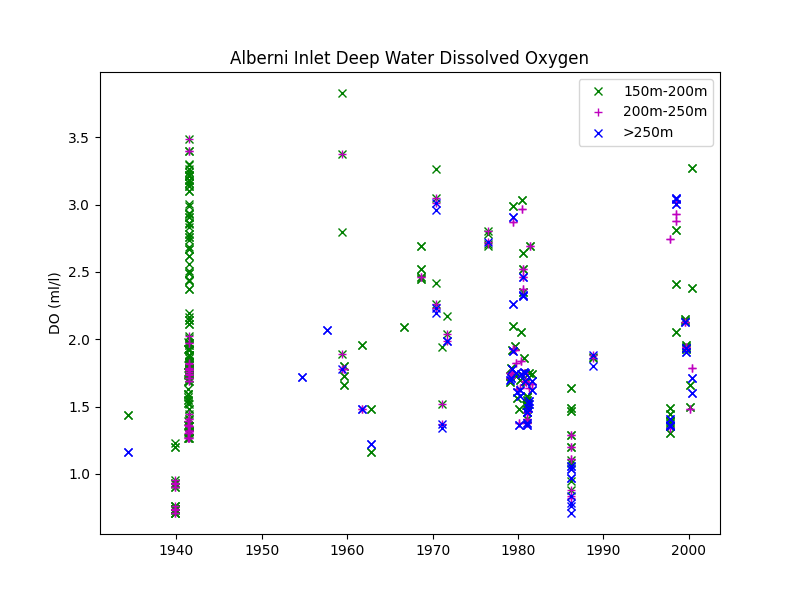 Alberni Inlet Deep Water Dissolved Oxygen
150m-200m
200m-250m
>250m
DO (ml/l)
3.5
3.0
2.5
2.0
1.5
1.0
1940 1950 1960 1970 1980 1990 2000